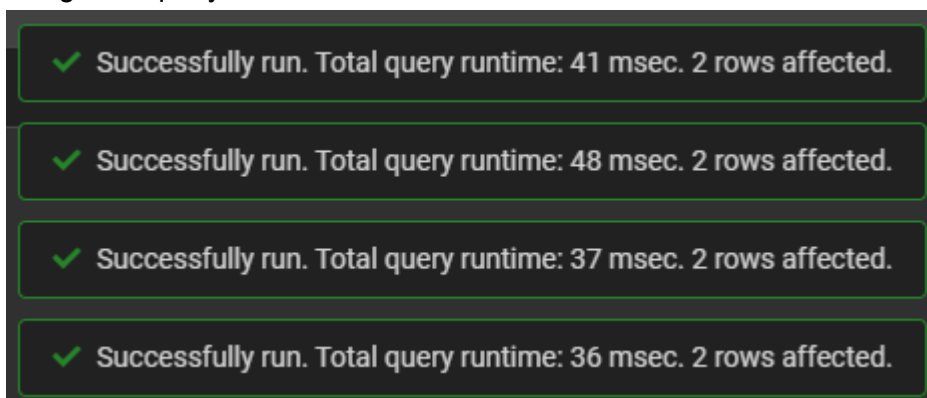 Successfully run. Total query runtime: 41 msec. 2 rows affected.
Successfully run. Total query runtime: 48 msec. 2 rows affected.
Successfully run. Total query runtime: 37 msec. 2 rows affected.
Successfully run. Total query runtime: 36 msec. 2 rows affected.